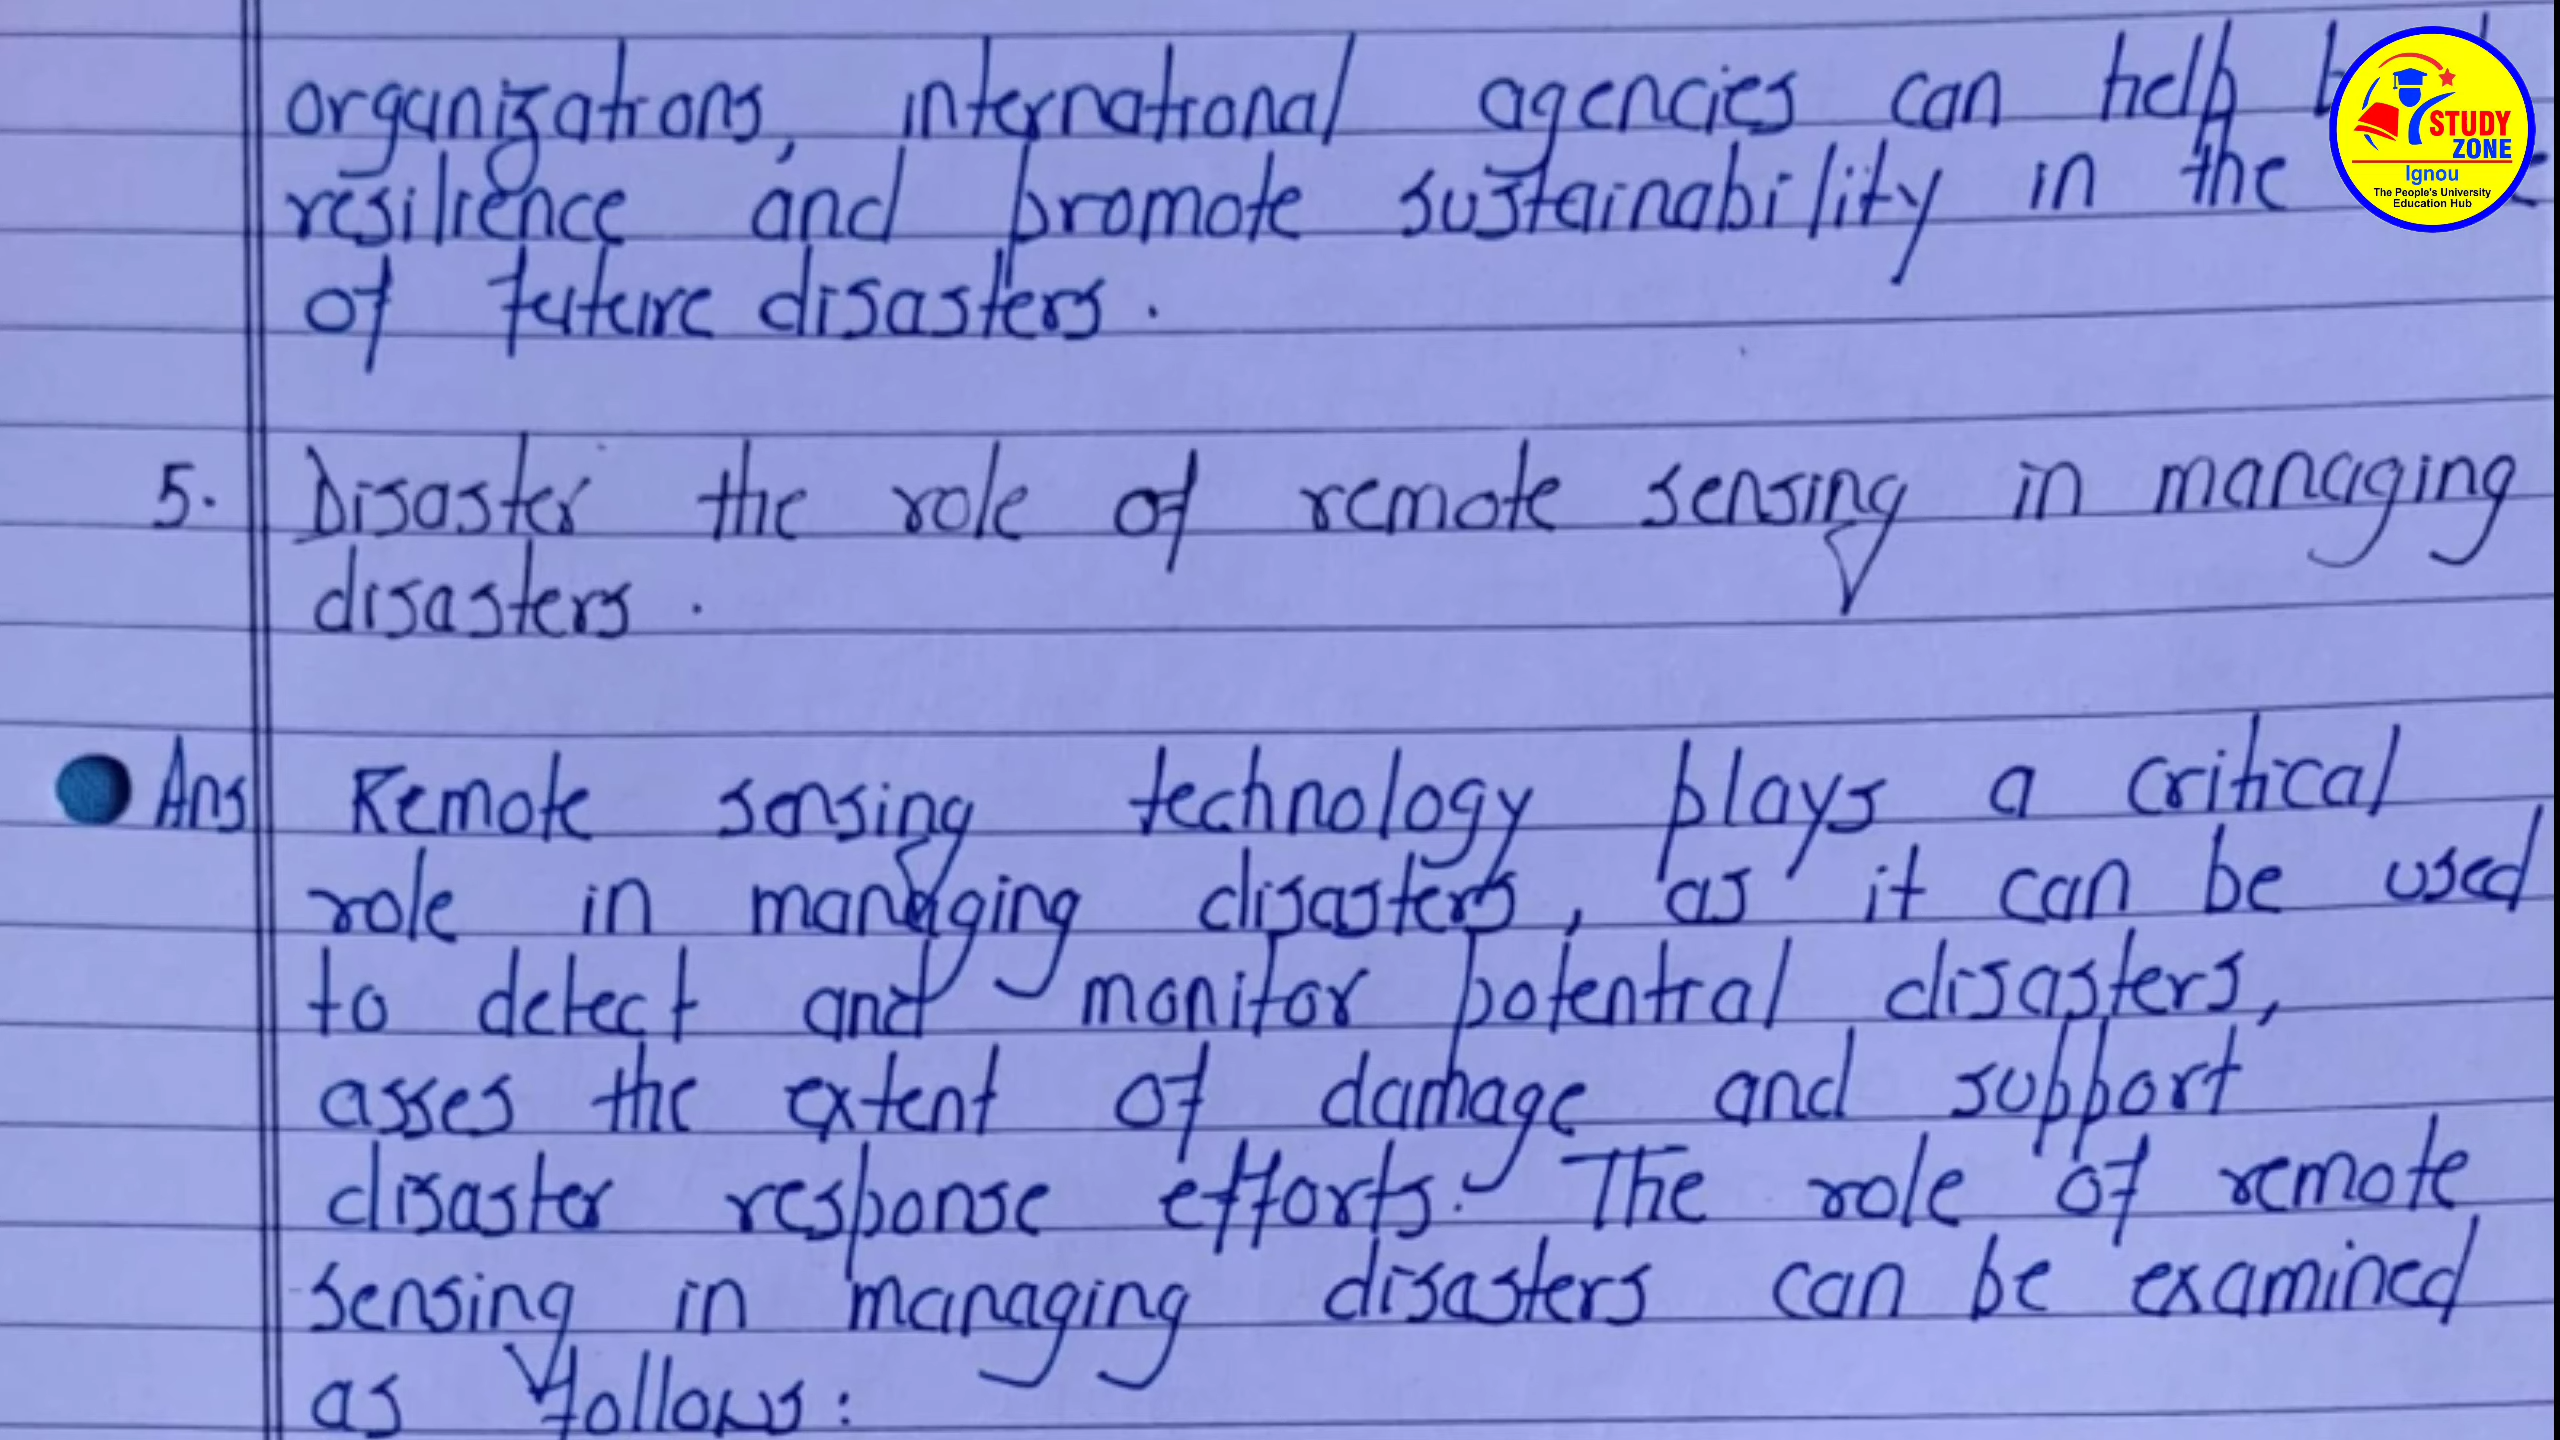 organizations, international agencies can help
resilience and promote sustainability in the
of future disasters.
5. Disaster the role of remote sensing in managing
disasters.
Ans Remote sensing technology plays a critical
role in managing disasters, as it can be used
to detect and monitor potential disasters,
asses the extent of damage and support
disaster response efforts. The role of remote
sensing in managing disasters can be examined
as follows:
STUDY
ZONE
Ignou
The People's University
Education Hub